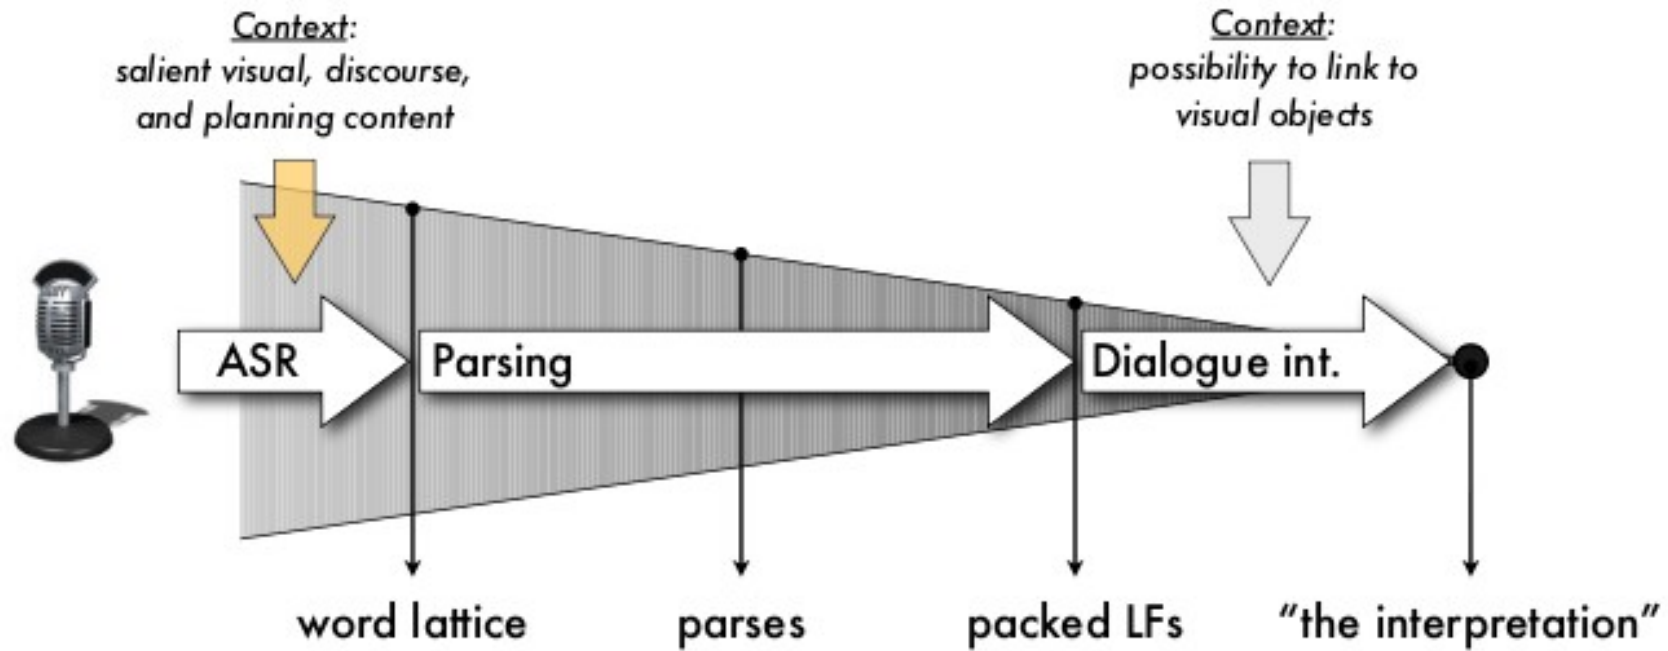 Context:
salient visual, discourse,
and planning content
Context:
possibility to link to
visual objects
ASR
Parsing
Dialogue int.
word lattice
parses
packed LFs
“the interpretation”